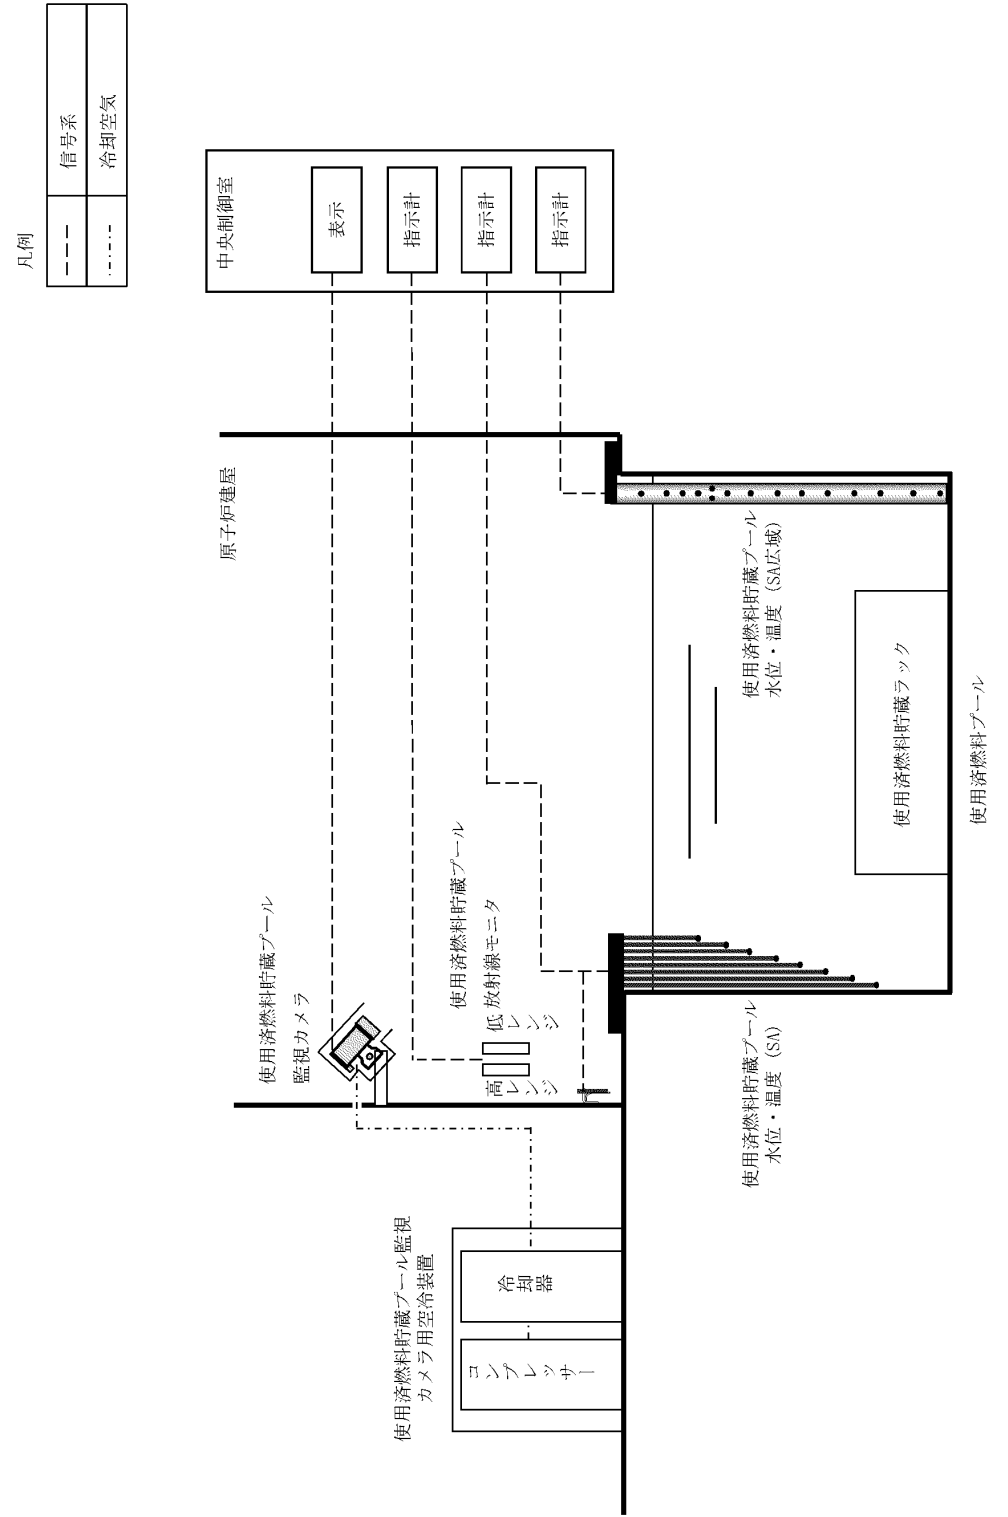 凡例
信号系
冷却空気
中央制御室
表示
指示計
指示計
指示計
原子炉建屋
使用済燃料貯蔵プール
監視カメラ
使用済燃料貯蔵プール
放射線モニタ
低
レンジ
高
レンジ
使用済燃料貯蔵プール監視
カメラ用空冷装置
コンプレッサー
冷却器
使用済燃料貯蔵プール
水位・温度 (SA)
使用済燃料貯蔵プール
水位・温度 (SA広域)
使用済燃料貯蔵ラック
使用済燃料プール